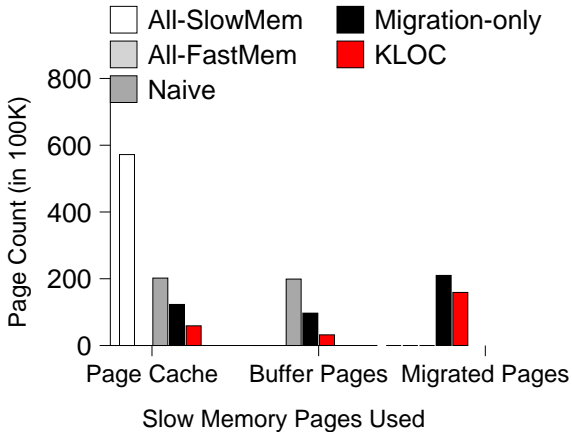 All-SlowMem
All-FastMem
Naive
Migration-only
KLOC
Page Count (in 100K)
800
600
400
200
0
Page Cache
Buffer Pages
Migrated Pages
Slow Memory Pages Used